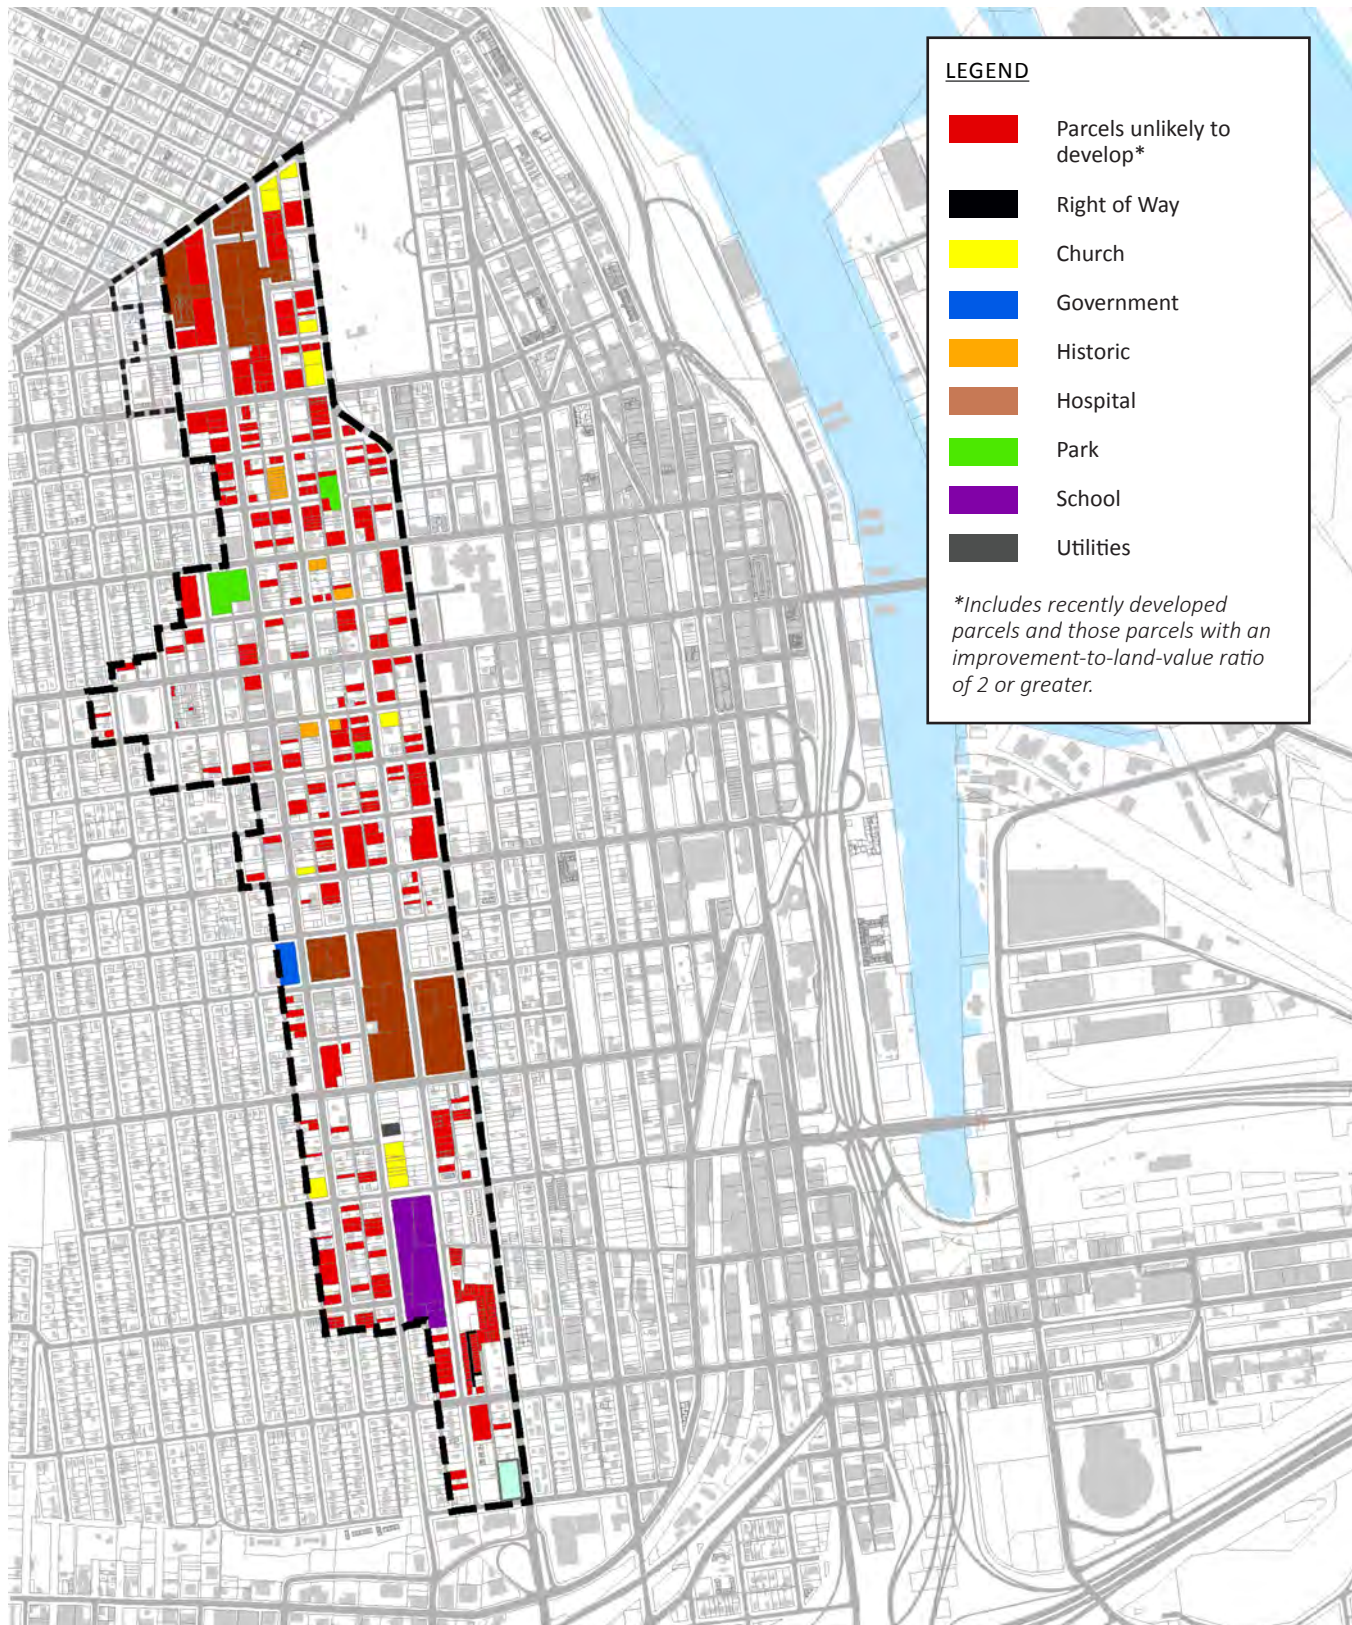 LEGEND
Parcels unlikely to
develop*
Right of Way
Church
Government
Historic
Hospital
Park
School
Utilities
*Includes recently developed
parcels and those parcels with an
improvement-to-land-value ratio
of 2 or greater.